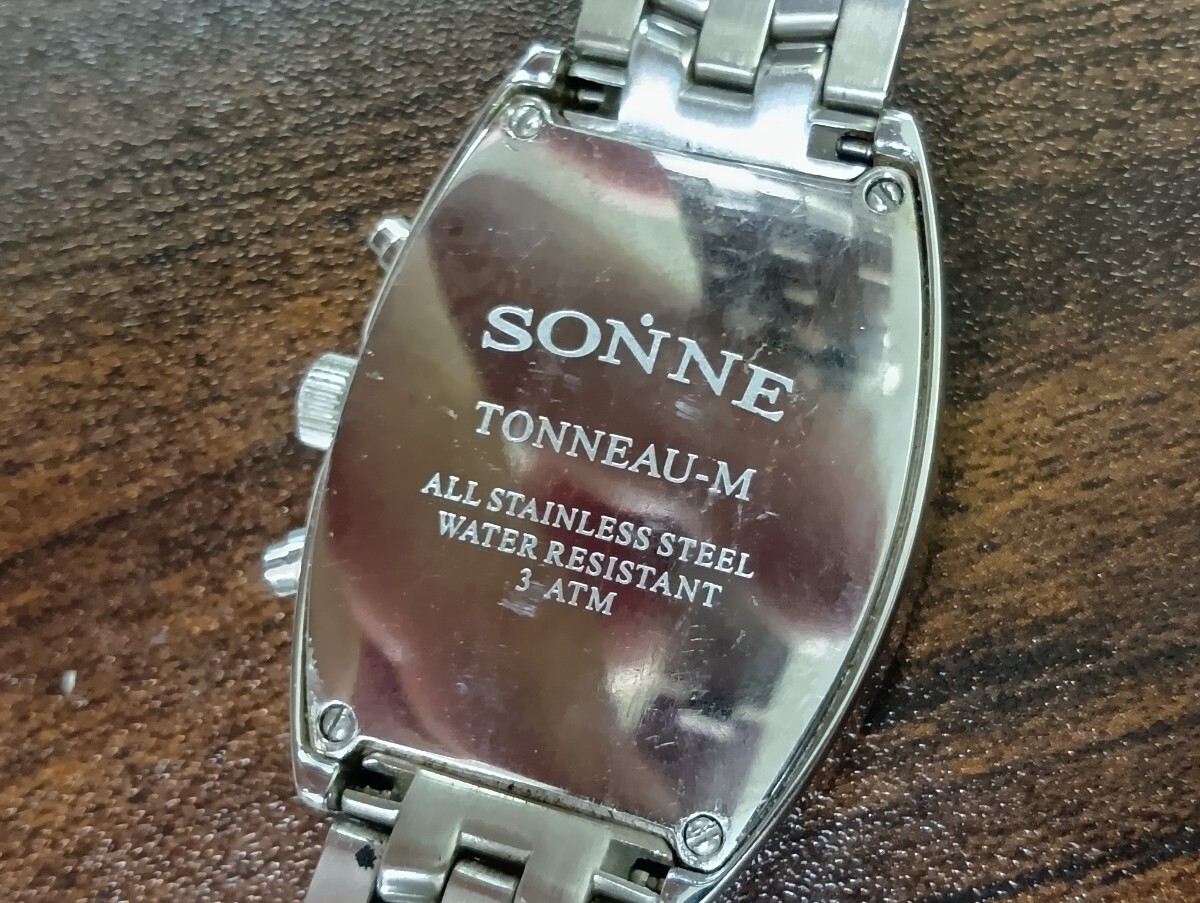 SONNE
TONNEAU-M
ALL STAINLESS STEEL
WATER RESISTANT
3 ATM